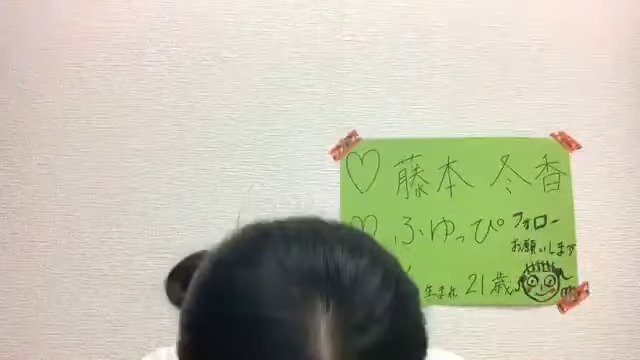 ♡ 藤本 冬香
♡ ふゆっぴ
フォロー
お願いします
生まれ 21歳